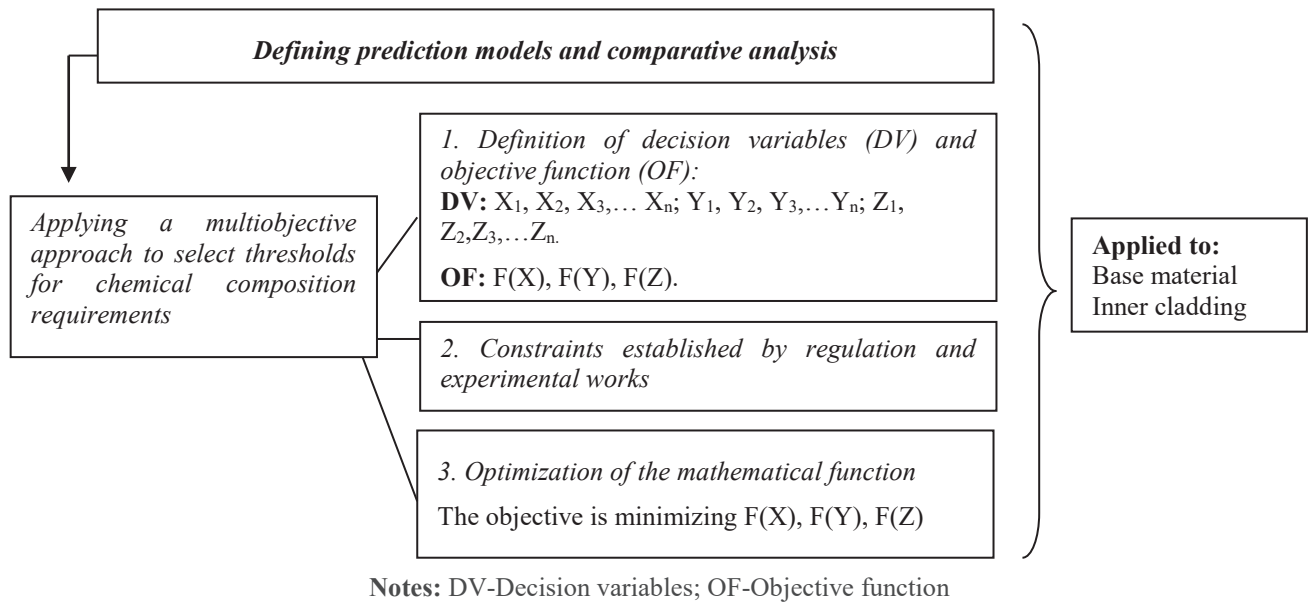 Defining prediction models and comparative analysis
Applying a multiobjective
approach to select thresholds
for chemical composition
requirements
1. Definition of decision variables (DV) and
objective function (OF):
DV: X₁, X₂, X₃,… Xₙ; Y₁, Y₂, Y₃,…Yₙ; Z₁,
Z₂,Z₃,…Zₙ.
OF: F(X), F(Y), F(Z).
2. Constraints established by regulation and
experimental works
3. Optimization of the mathematical function
The objective is minimizing F(X), F(Y), F(Z)
Applied to:
Base material
Inner cladding
Notes: DV-Decision variables; OF-Objective function